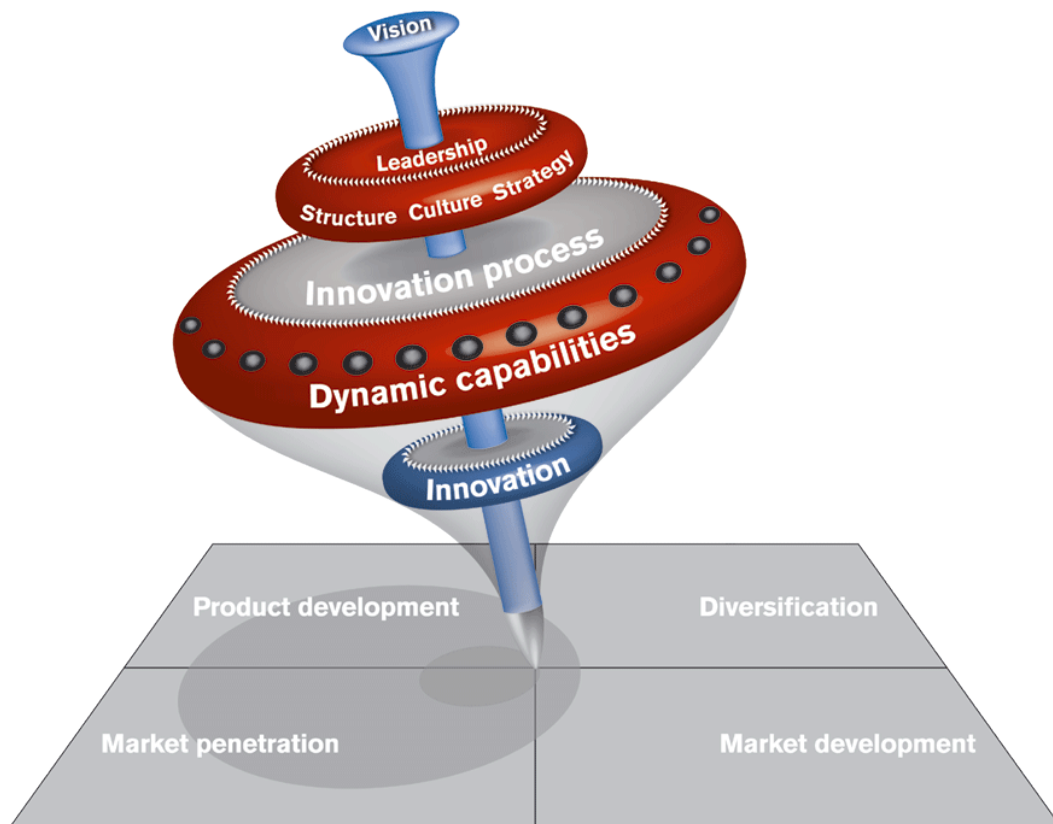 Vision
Leadership
Structure Culture Strategy
Innovation process
Dynamic capabilities
Innovation
Product development
Diversification
Market penetration
Market development